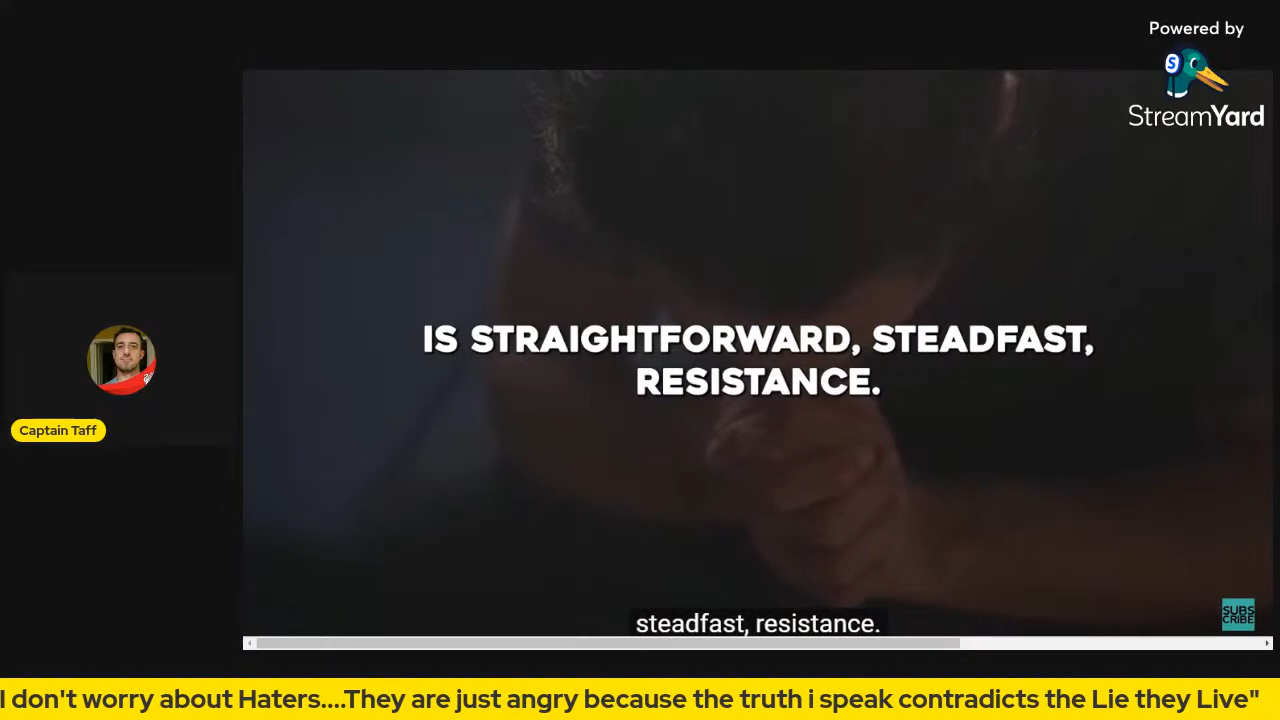 Powered by
StreamYard
IS STRAIGHTFORWARD, STEADFAST,
RESISTANCE.
Captain Taff
SUBS
CRIBE
steadfast, resistance.
I don't worry about Haters....They are just angry because the truth i speak contradicts the Lie they Live"